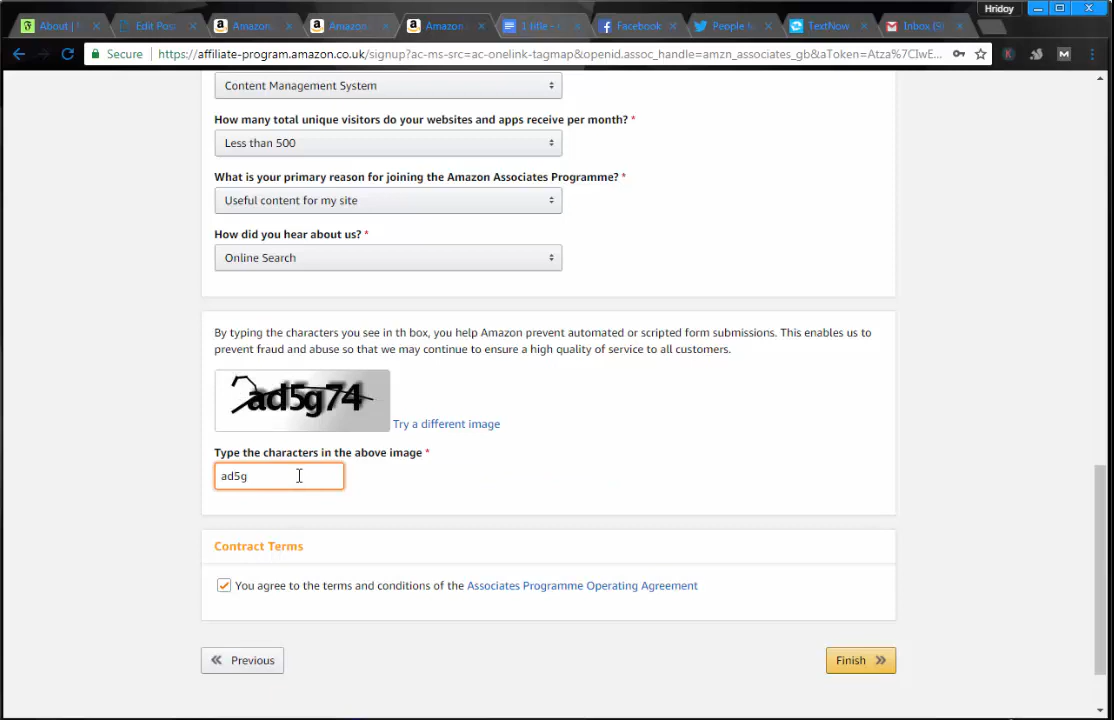 Hridoy
About | 
Edit Pos
Amazon
Amazon
Amazon
1 title -
Facebook
People
TextNow
Inbox (5)
Secure https://affiliate-program.amazon.co.uk/signup?ac-ms-src=ac-onelink-tagmap&openid.assoc_handle=amzn_associates_gb&aToken=Atza%7CIwE...
Content Management System
How many total unique visitors do your websites and apps receive per month? *
Less than 500
What is your primary reason for joining the Amazon Associates Programme? *
Useful content for my site
How did you hear about us? *
Online Search
By typing the characters you see in th box, you help Amazon prevent automated or scripted form submissions. This enables us to
prevent fraud and abuse so that we may continue to ensure a high quality of service to all customers.
ad5g74
Try a different image
Type the characters in the above image *
ad5g
Contract Terms
You agree to the terms and conditions of the Associates Programme Operating Agreement
Previous
Finish